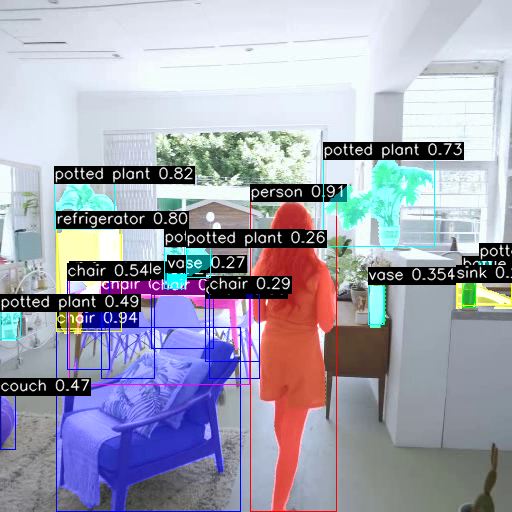 potted plant 0.73
potted plant 0.82
person 0.91
refrigerator 0.80
potted plant 0.26
vase 0.27
chair 0.54
vase 0.354
sink 0.
chair 0.29
potted plant 0.49
chair 0.94
couch 0.47